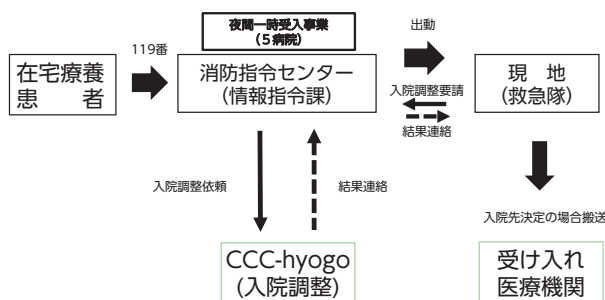 夜間一時受入事業
(5病院)
119番
出動
在宅療養
患　者
消防指令センター
(情報指令課)
現　地
(救急隊)
入院調整要請
結果連絡
入院調整依頼
結果連絡
入院先決定の場合搬送
CCC-hyogo
(入院調整)
受け入れ
医療機関